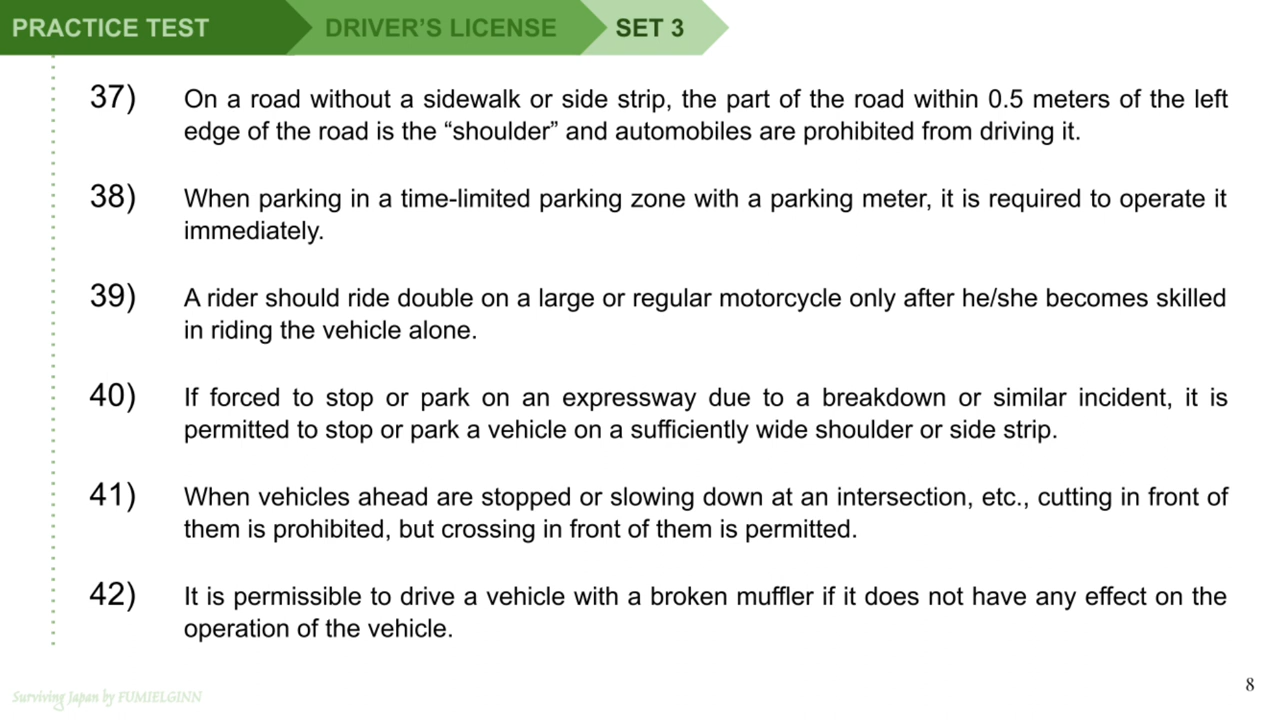 PRACTICE TEST DRIVER’S LICENSE SET 3
37) On a road without a sidewalk or side strip, the part of the road within 0.5 meters of the left
edge of the road is the “shoulder” and automobiles are prohibited from driving it.
38) When parking in a time-limited parking zone with a parking meter, it is required to operate it
immediately.
39) A rider should ride double on a large or regular motorcycle only after he/she becomes skilled
in riding the vehicle alone.
40) If forced to stop or park on an expressway due to a breakdown or similar incident, it is
permitted to stop or park a vehicle on a sufficiently wide shoulder or side strip.
41) When vehicles ahead are stopped or slowing down at an intersection, etc., cutting in front of
them is prohibited, but crossing in front of them is permitted.
42) It is permissible to drive a vehicle with a broken muffler if it does not have any effect on the
operation of the vehicle.
8
Surviving Japan by FUMIELGINN